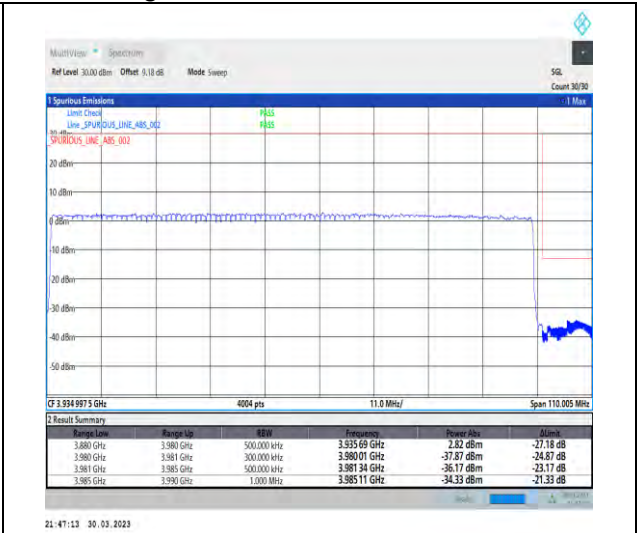 MultiView Spectrum
Ref Level 30.00 dBm Offset 9.18 dB Mode Sweep SGL
Count 30/30
1 Spurious Emissions 1 Max
Limit Check PASS
Line _SPURIOUS_LINE_ABS_002 PASS
_SPURIOUS_LINE_ABS_002
20 dBm
10 dBm
0 dBm
-10 dBm
-20 dBm
-30 dBm
-40 dBm
-50 dBm
CF 3.934 997 5 GHz 4004 pts 11.0 MHz/ Span 110.005 MHz
2 Result Summary
Range Low Range Up RBW Frequency Power Abs ΔLimit
3.880 GHz 3.980 GHz 500.000 kHz 3.935 69 GHz 2.82 dBm -27.18 dB
3.980 GHz 3.981 GHz 300.000 kHz 3.980 01 GHz -37.87 dBm -24.87 dB
3.981 GHz 3.985 GHz 500.000 kHz 3.981 34 GHz -36.17 dBm -23.17 dB
3.985 GHz 3.990 GHz 1.000 MHz 3.985 11 GHz -34.33 dBm -21.33 dB
21:47:13 30.03.2023